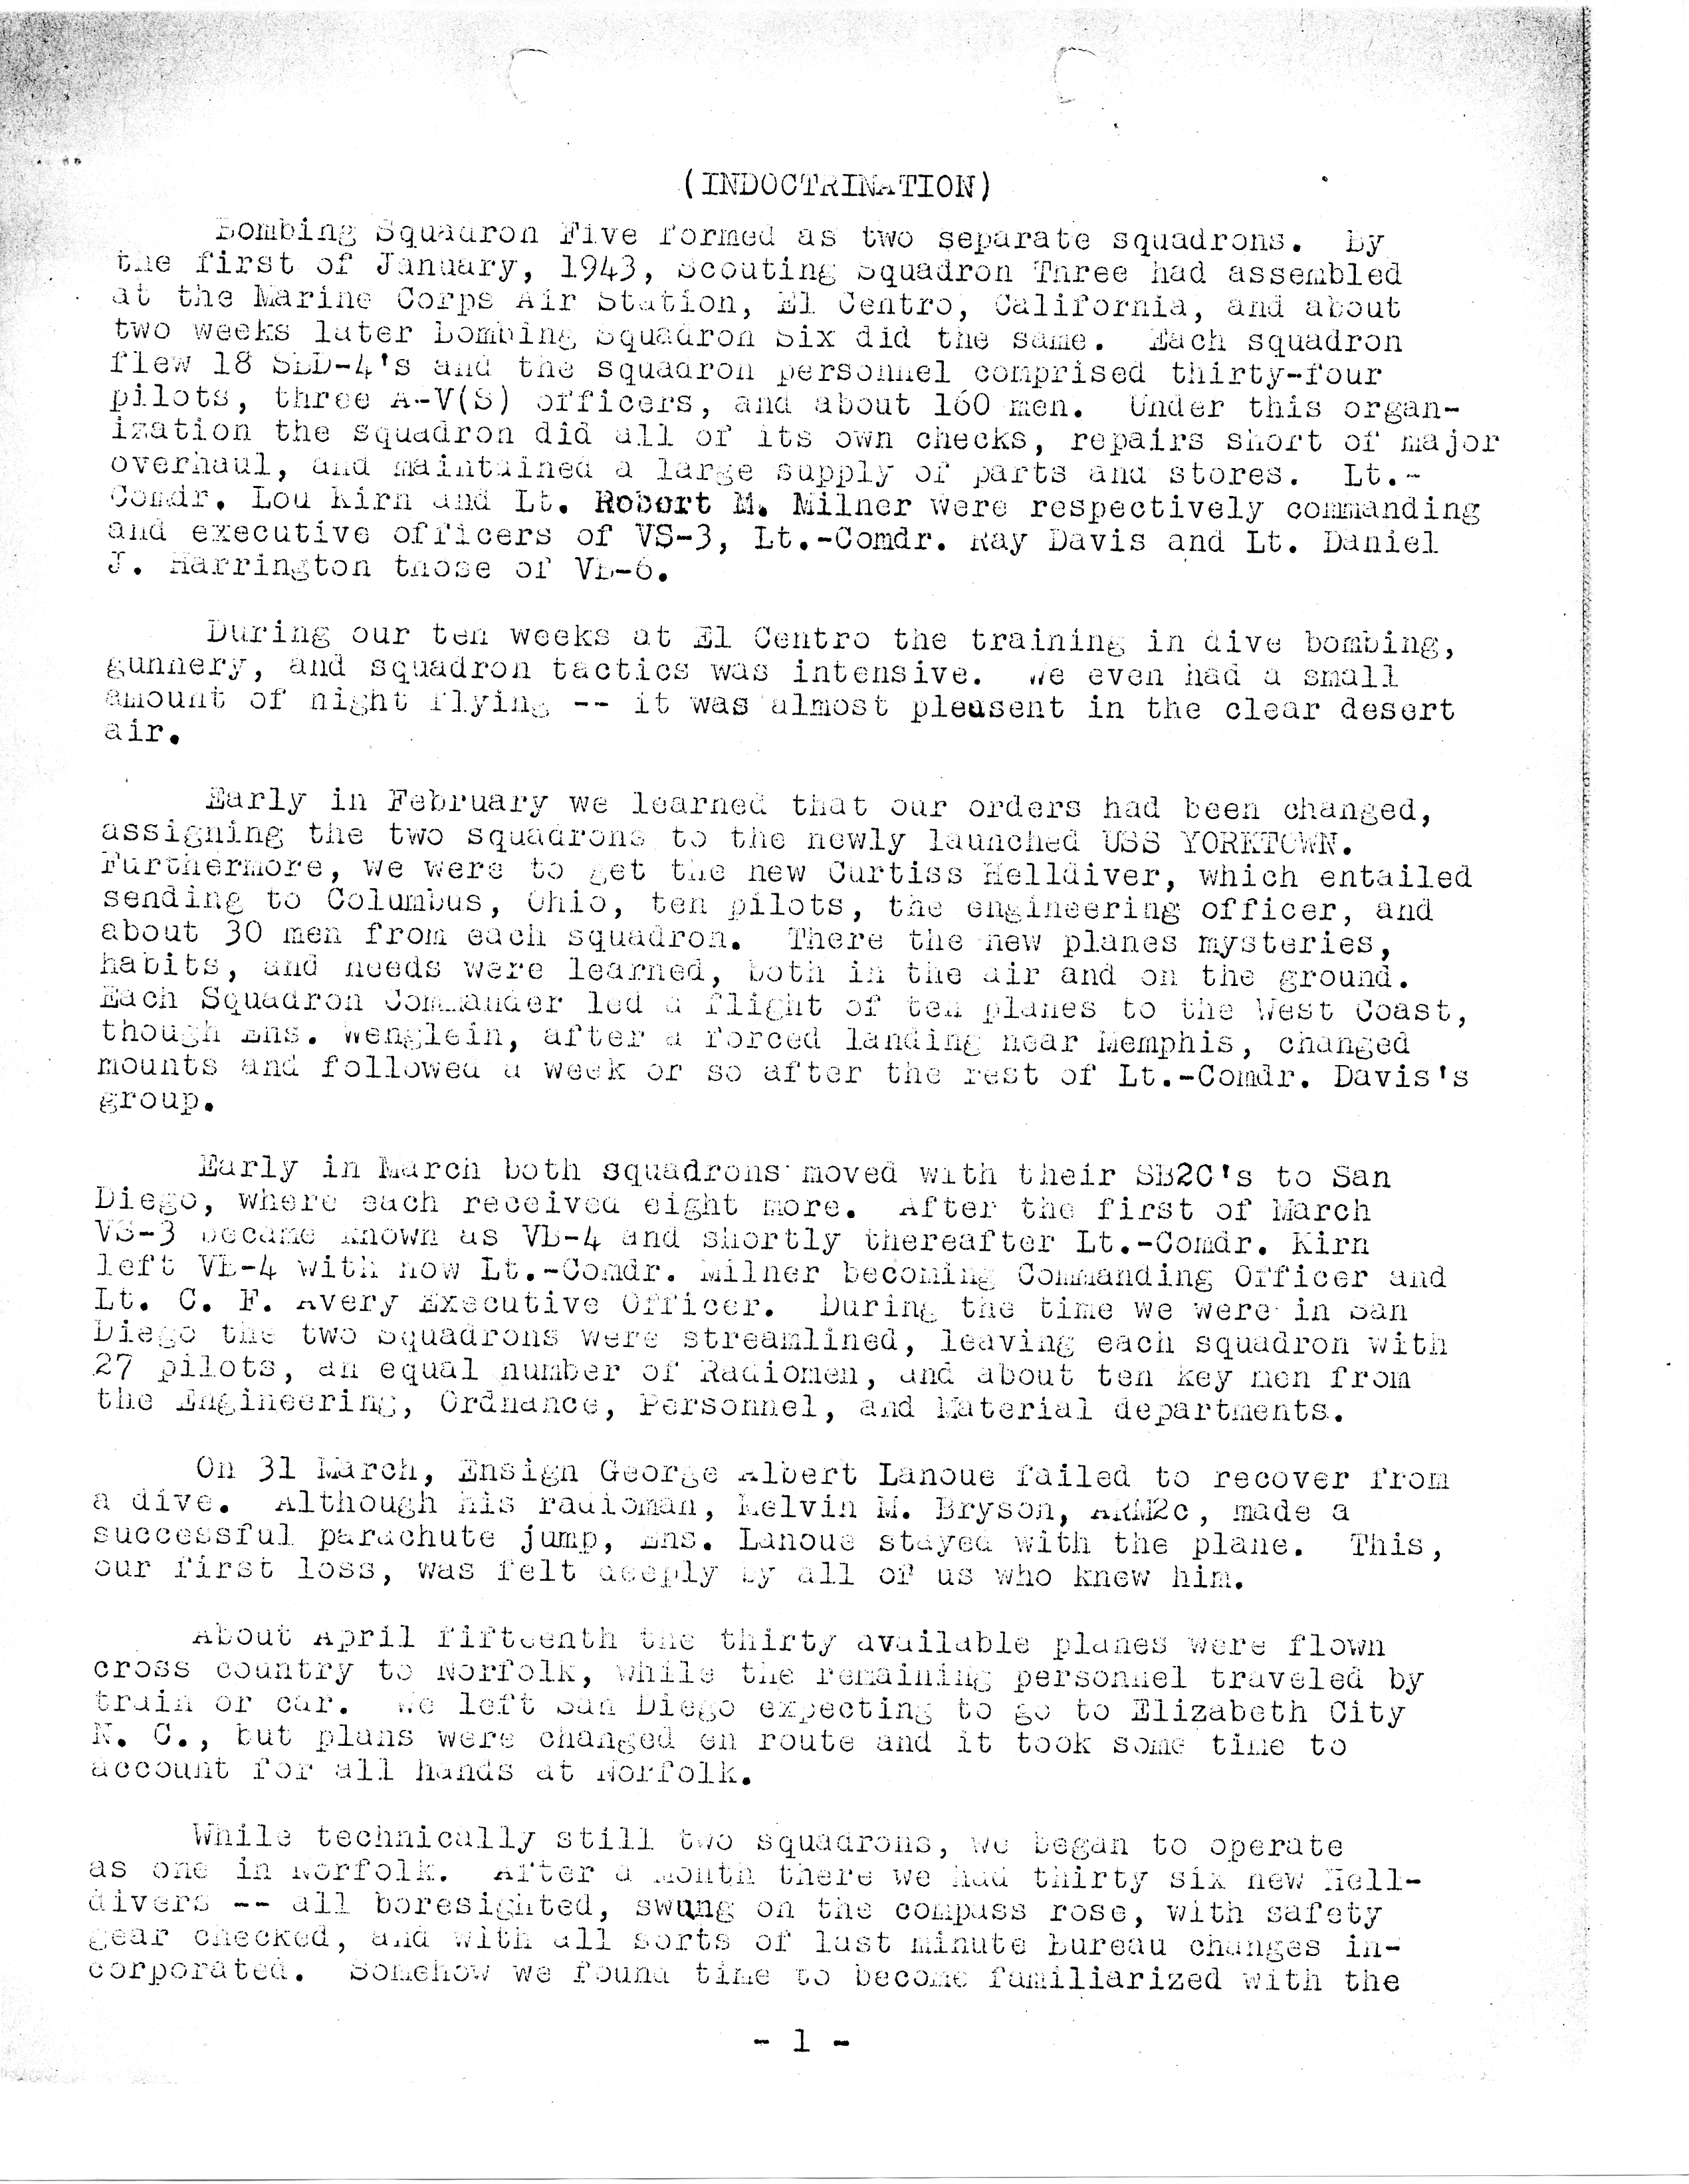 (INDOCTRINATION)
Bombing Squadron Five formed as two separate squadrons. By
the first of January, 1943, Scouting Squadron Three had assembled
at the Marine Corps Air Station, El Centro, California, and about
two weeks later Bombing Squadron Six did the same. Each squadron
flew 18 SBD-4's and the squadron personnel comprised thirty-four
pilots, three A-V(S) officers, and about 160 men. Under this organ-
ization the squadron did all of its own checks, repairs short of major
overhaul, and maintained a large supply of parts and stores. Lt.-
Comdr. Lou Kirn and Lt. Robert M. Milner were respectively commanding
and executive officers of VS-3, Lt.-Comdr. Ray Davis and Lt. Daniel
J. Harrington those of VB-6.
During our ten weeks at El Centro the training in dive bombing,
gunnery, and squadron tactics was intensive. We even had a small
amount of night flying -- it was almost pleasent in the clear desert
air.
Early in February we learned that our orders had been changed,
assigning the two squadrons to the newly launched USS YORKTOWN.
Furthermore, we were to get the new Curtiss Helldiver, which entailed
sending to Columbus, Ohio, ten pilots, the engineering officer, and
about 30 men from each squadron. There the new planes mysteries,
habits, and needs were learned, both in the air and on the ground.
Each Squadron Commander led a flight of ten planes to the West Coast,
though Ens. Wenglein, after a forced landing near Memphis, changed
mounts and followed a week or so after the rest of Lt.-Comdr. Davis's
group.
Early in March both squadrons moved with their SB2C's to San
Diego, where each received eight more. After the first of March
VS-3 became known as VB-4 and shortly thereafter Lt.-Comdr. Kirn
left VB-4 with now Lt.-Comdr. Milner becoming Commanding Officer and
Lt. C. F. Avery Executive Officer. During the time we were in San
Diego the two squadrons were streamlined, leaving each squadron with
27 pilots, an equal number of Radiomen, and about ten key men from
the Engineering, Ordnance, Personnel, and Material departments.
On 31 March, Ensign George Albert Lanoue failed to recover from
a dive. Although his radioman, Kelvin M. Bryson, ARM2c, made a
successful parachute jump, Ens. Lanoue stayed with the plane. This,
our first loss, was felt deeply by all of us who knew him.
About April fifteenth the thirty available planes were flown
cross country to Norfolk, while the remaining personnel traveled by
train or car. We left San Diego expecting to go to Elizabeth City
N. C., but plans were changed en route and it took some time to
account for all hands at Norfolk.
While technically still two squadrons, we began to operate
as one in Norfolk. After a month there we had thirty six new Hell-
divers -- all boresighted, swung on the compass rose, with safety
gear checked, and with all sorts of last minute Bureau changes in-
corporated. Somehow we found time to become familiarized with the
- 1 -